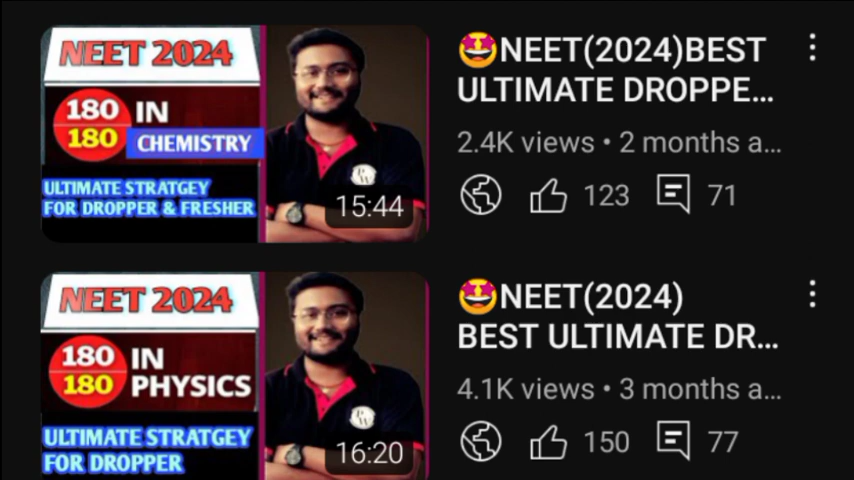 NEET 2024
180 IN
180 CHEMISTRY
ULTIMATE STRATGEY
FOR DROPPER & FRESHER
PW
15:44
🤩NEET(2024)BEST
ULTIMATE DROPPE...
2.4K views • 2 months a...
123 71
NEET 2024
180 IN
180 PHYSICS
ULTIMATE STRATGEY
FOR DROPPER
PW
16:20
🤩NEET(2024)
BEST ULTIMATE DR...
4.1K views • 3 months a...
150 77